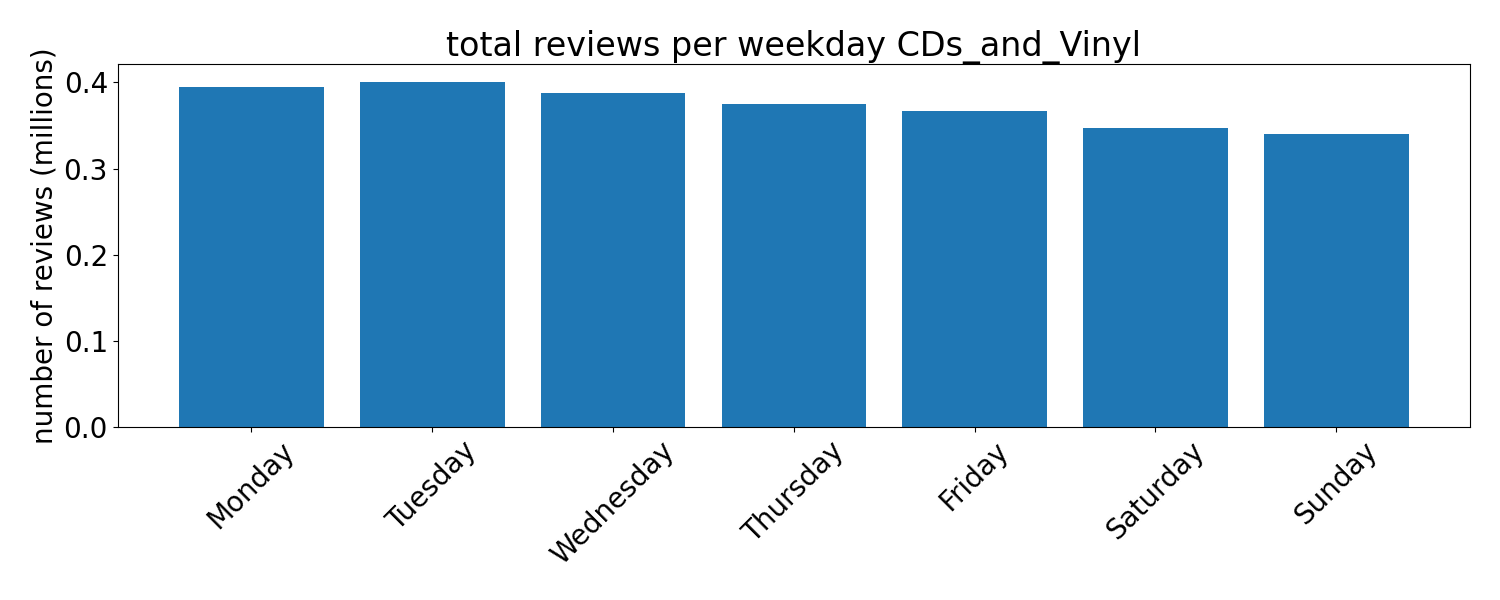 total reviews per weekday CDs_and_Vinyl
number of reviews (millions)
0.4
0.3
0.2
0.1
0.0
Monday
Tuesday
Wednesday
Thursday
Friday
Saturday
Sunday